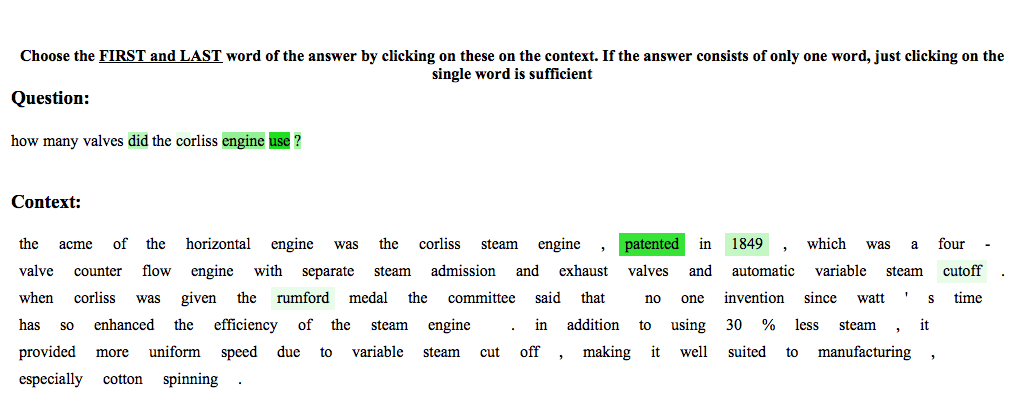 Choose the FIRST and LAST word of the answer by clicking on these on the context. If the answer consists of only one word, just clicking on the
single word is sufficient
Question:
how many valves did the corliss engine use ?
Context:
the acme of the horizontal engine was the corliss steam engine , patented in 1849 , which was a four -
valve counter flow engine with separate steam admission and exhaust valves and automatic variable steam cutoff .
when corliss was given the rumford medal the committee said that no one invention since watt ' s time
has so enhanced the efficiency of the steam engine . in addition to using 30 % less steam , it
provided more uniform speed due to variable steam cut off , making it well suited to manufacturing ,
especially cotton spinning .